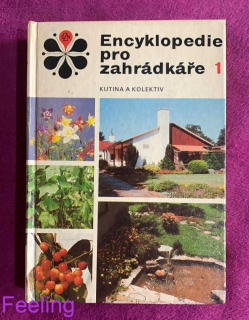 Encyklopedie
pro
zahrádkáře 1
KUTINA A KOLEKTIV
Feeling